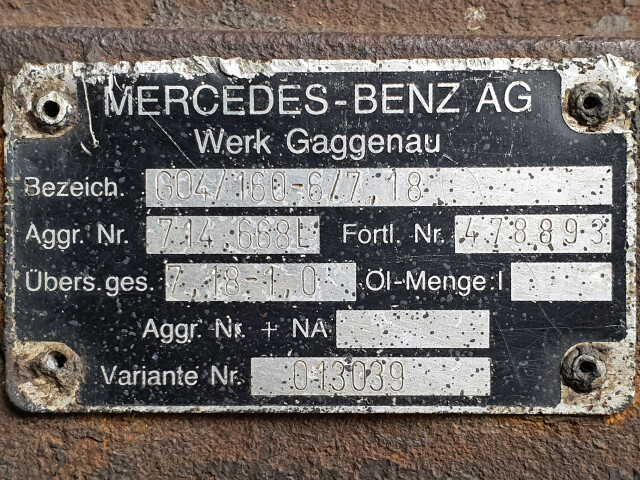 MERCEDES-BENZ AG
Werk Gaggenau
Bezeich. GO4/160-6/7,18
Aggr. Nr. 714.668L Fortl. Nr. 478893
Übers.ges. 7,18-1,0 Öl-Menge:l
Aggr. Nr + NA
Variante Nr. 013039